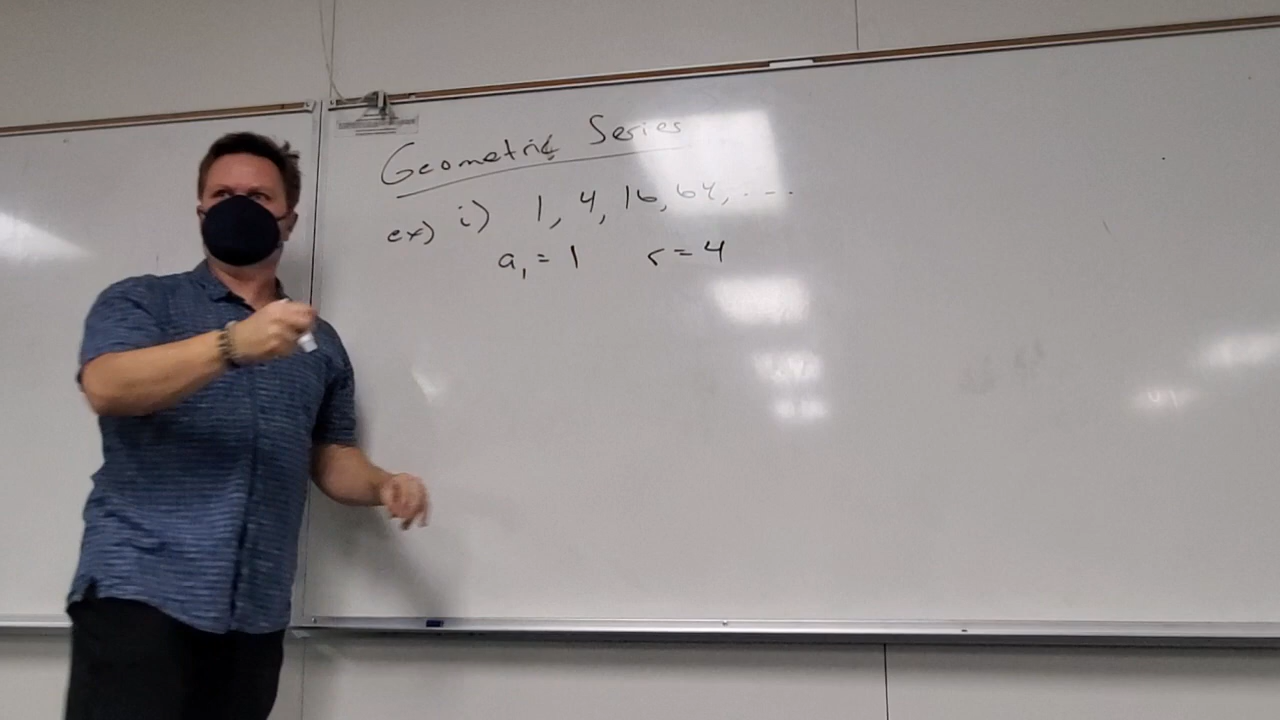 Geometric Series
ex) i) 1, 4, 16, 64, ...
a₁ = 1 r = 4